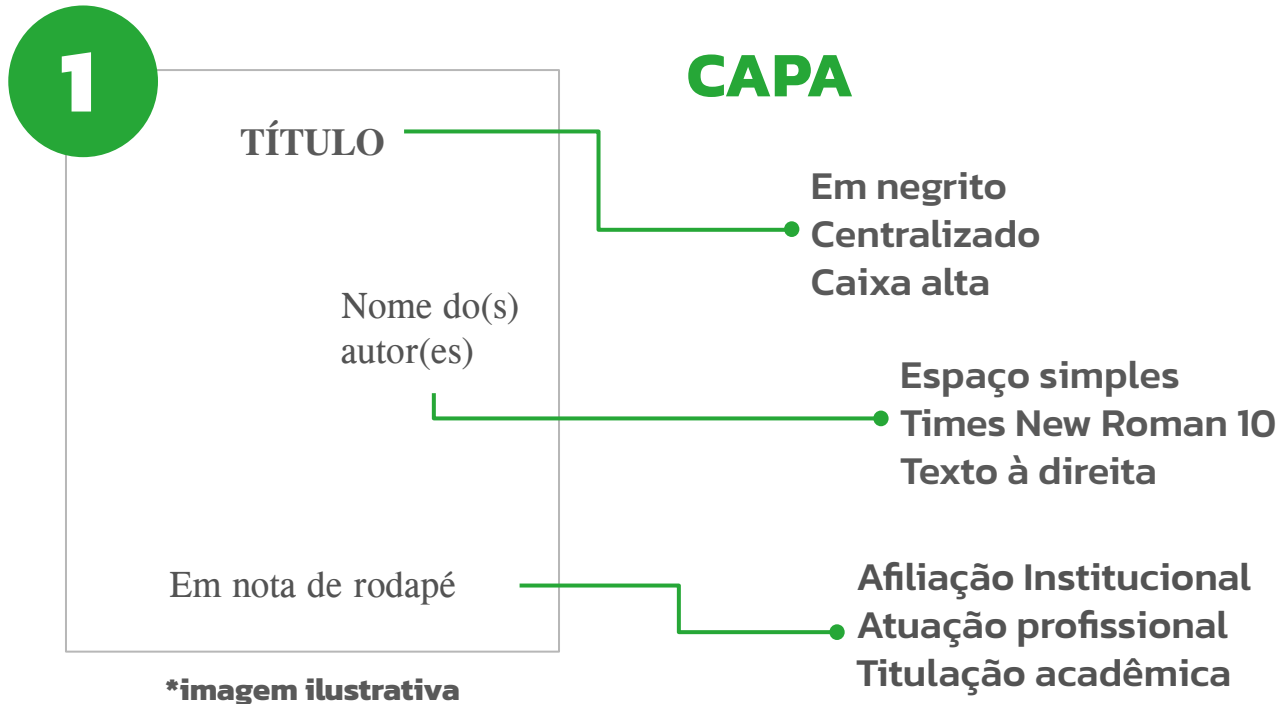 1
CAPA
TÍTULO
Em negrito
Centralizado
Caixa alta
Nome do(s)
autor(es)
Espaço simples
Times New Roman 10
Texto à direita
Em nota de rodapé
Afiliação Institucional
Atuação profissional
Titulação acadêmica
*imagem ilustrativa